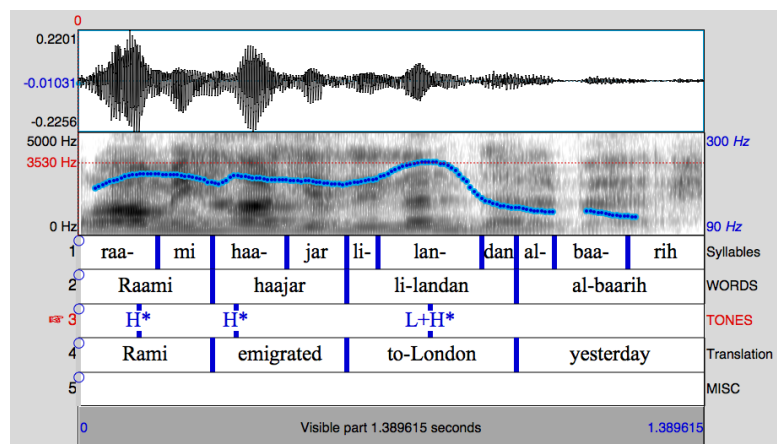 0
0.2201
-0.01031
-0.2256
5000 Hz 300 Hz
3530 Hz
0 Hz 90 Hz
1 raa- mi haa- jar li- lan- dan al- baa- rih Syllables
2 Raami haajar li-landan al-baarih WORDS
3 H* H* L+H* TONES
4 Rami emigrated to-London yesterday Translation
5 MISC
0 Visible part 1.389615 seconds 1.389615